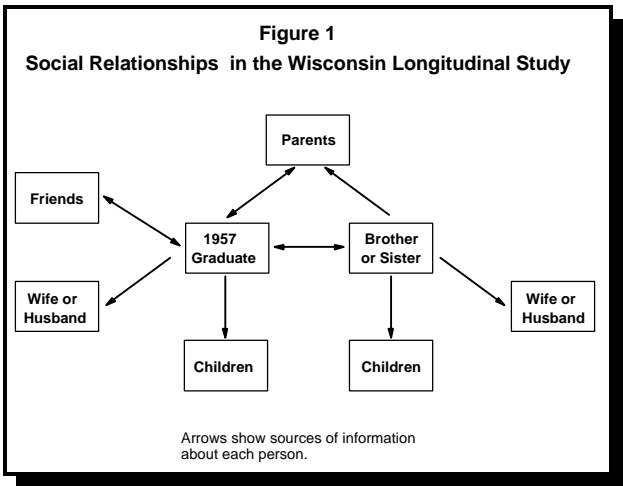 Figure 1
Social Relationships in the Wisconsin Longitudinal Study
Parents
Friends
1957
Graduate
Brother
or Sister
Wife or
Husband
Wife or
Husband
Children
Children
Arrows show sources of information
about each person.